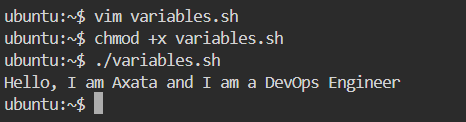 ubuntu:~$ vim variables.sh
ubuntu:~$ chmod +x variables.sh
ubuntu:~$ ./variables.sh
Hello, I am Axata and I am a DevOps Engineer
ubuntu:~$